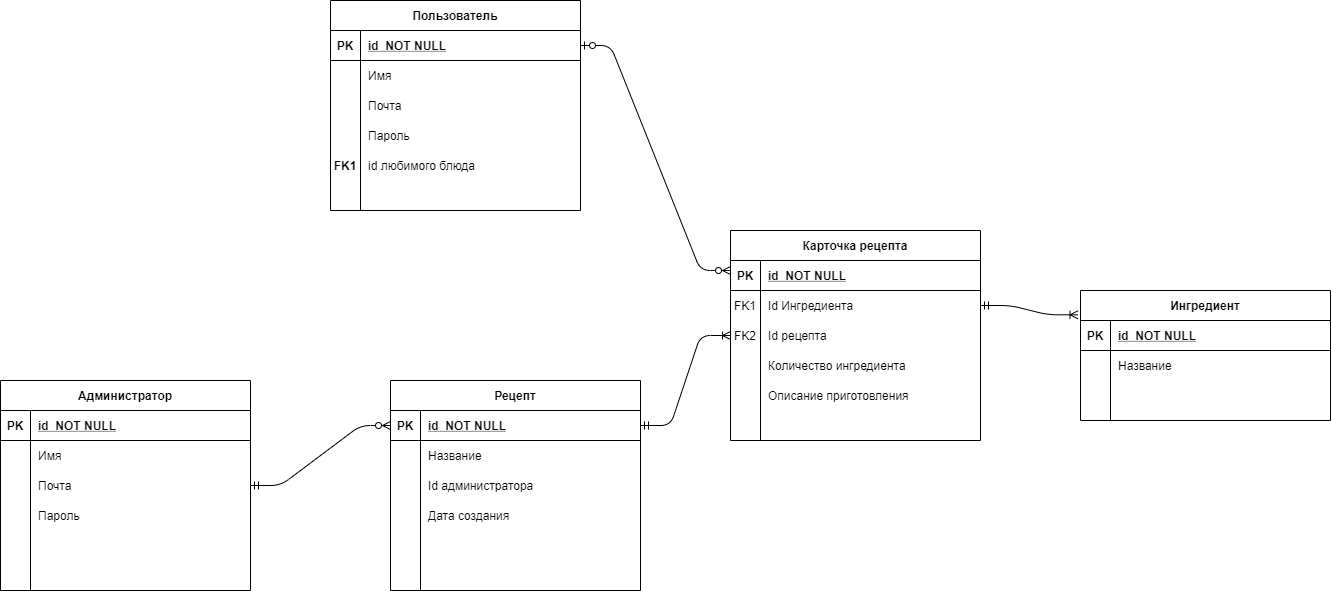 Пользователь
PK id NOT NULL
Имя
Почта
Пароль
FK1 id любимого блюда
Карточка рецепта
PK id NOT NULL
FK1 Id Ингредиента
FK2 Id рецепта
Количество ингредиента
Описание приготовления
Ингредиент
PK id NOT NULL
Название
Администратор
PK id NOT NULL
Имя
Почта
Пароль
Рецепт
PK id NOT NULL
Название
Id администратора
Дата создания